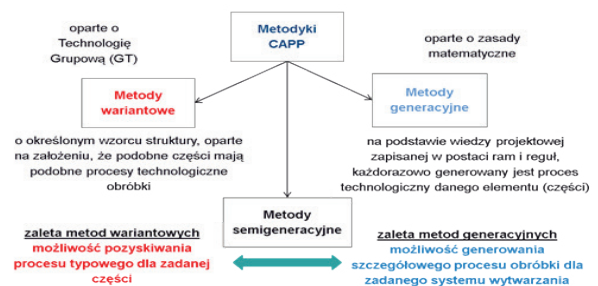 oparte o
Technologię
Grupową (GT)
Metodyki
CAPP
oparte o zasady
matematyczne
Metody
wariantowe
Metody
generacyjne
o określonym wzorcu struktury, oparte
na założeniu, że podobne części mają
podobne procesy technologiczne
obróbki
na podstawie wiedzy projektowej
zapisanej w postaci ram i reguł,
każdorazowo generowany jest proces
technologiczny danego elementu (części)
Metody
semigeneracyjne
zaleta metod wariantowych
możliwość pozyskiwania
procesu typowego dla zadanej
części
zaleta metod generacyjnych
możliwość generowania
szczegółowego procesu obróbki dla
zadanego systemu wytwarzania